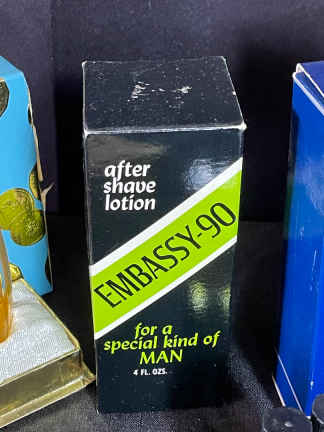 after
shave
lotion
EMBASSY-90
for a
special kind of
MAN
4 FL. OZS.